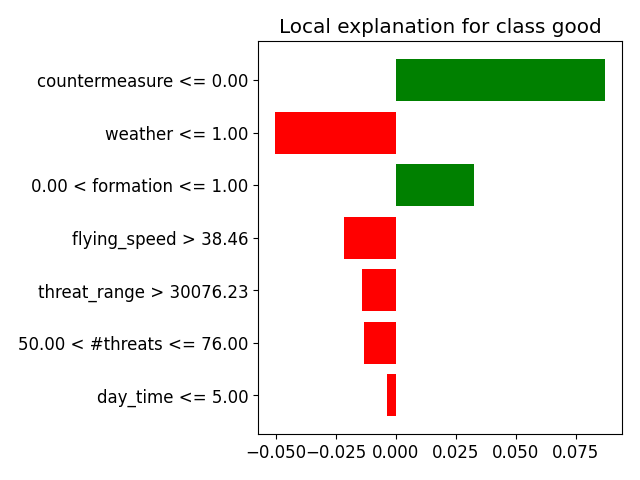 Local explanation for class good
countermeasure <= 0.00
weather <= 1.00
0.00 < formation <= 1.00
flying_speed > 38.46
threat_range > 30076.23
50.00 < #threats <= 76.00
day_time <= 5.00
−0.050 −0.025 0.000 0.025 0.050 0.075